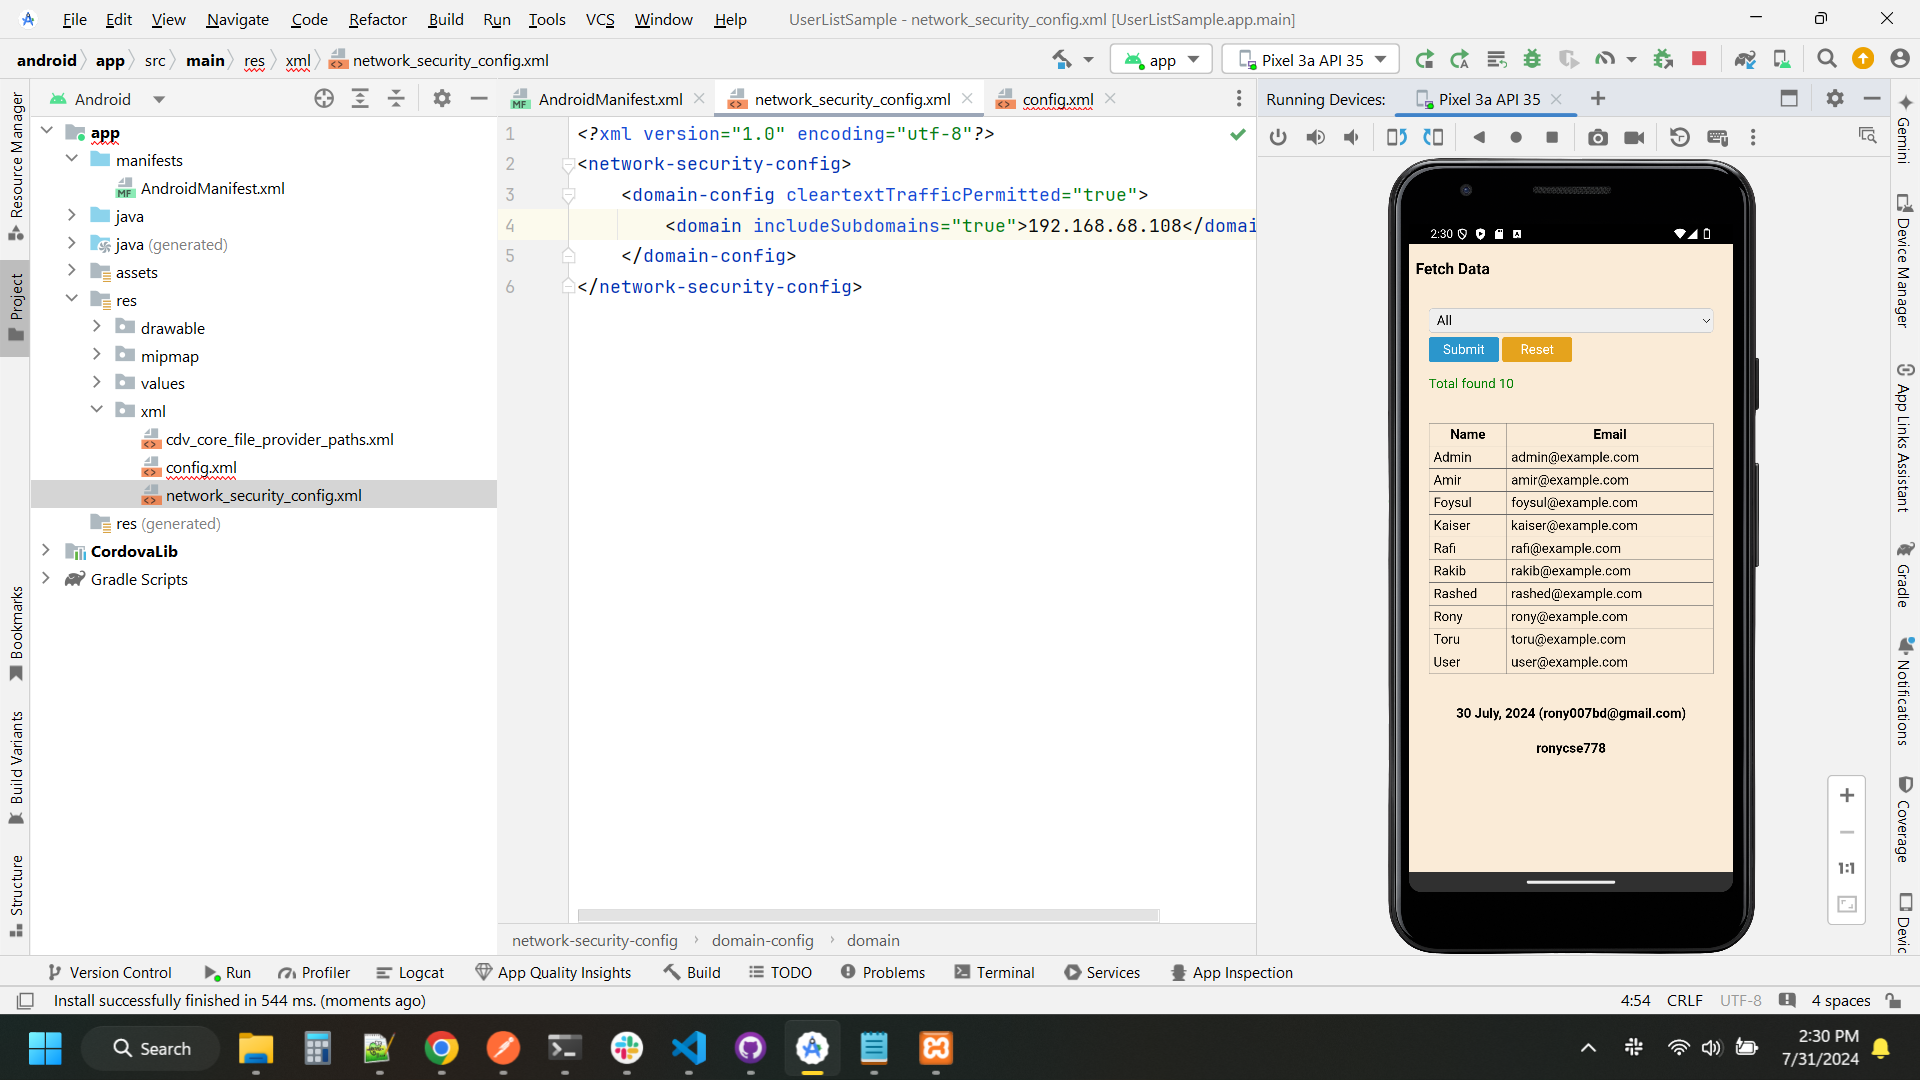 File Edit View Navigate Code Refactor Build Run Tools VCS Window Help UserListSample - network_security_config.xml [UserListSample.app.main]
android app src main res xml network_security_config.xml app Pixel 3a API 35
Android AndroidManifest.xml network_security_config.xml config.xml Running Devices: Pixel 3a API 35
Resource Manager
Project
Bookmarks
Build Variants
Structure
app
manifests
AndroidManifest.xml
java
java (generated)
assets
res
drawable
mipmap
values
xml
cdv_core_file_provider_paths.xml
config.xml
network_security_config.xml
res (generated)
CordovaLib
Gradle Scripts
1 <?xml version="1.0" encoding="utf-8"?>
2 <network-security-config>
3 <domain-config cleartextTrafficPermitted="true">
4 <domain includeSubdomains="true">192.168.68.108</domai
5 </domain-config>
6 </network-security-config>
network-security-config domain-config domain
2:30
Fetch Data
All
Submit Reset
Total found 10
Name Email
Admin admin@example.com
Amir amir@example.com
Foysul foysul@example.com
Kaiser kaiser@example.com
Rafi rafi@example.com
Rakib rakib@example.com
Rashed rashed@example.com
Rony rony@example.com
Toru toru@example.com
User user@example.com
30 July, 2024 (rony007bd@gmail.com)
ronycse778
1:1
Gemini
Device Manager
App Links Assistant
Gradle
Notifications
Coverage
Devic
Version Control Run Profiler Logcat App Quality Insights Build TODO Problems Terminal Services App Inspection
Install successfully finished in 544 ms. (moments ago) 4:54 CRLF UTF-8 4 spaces
Search
2:30 PM
7/31/2024